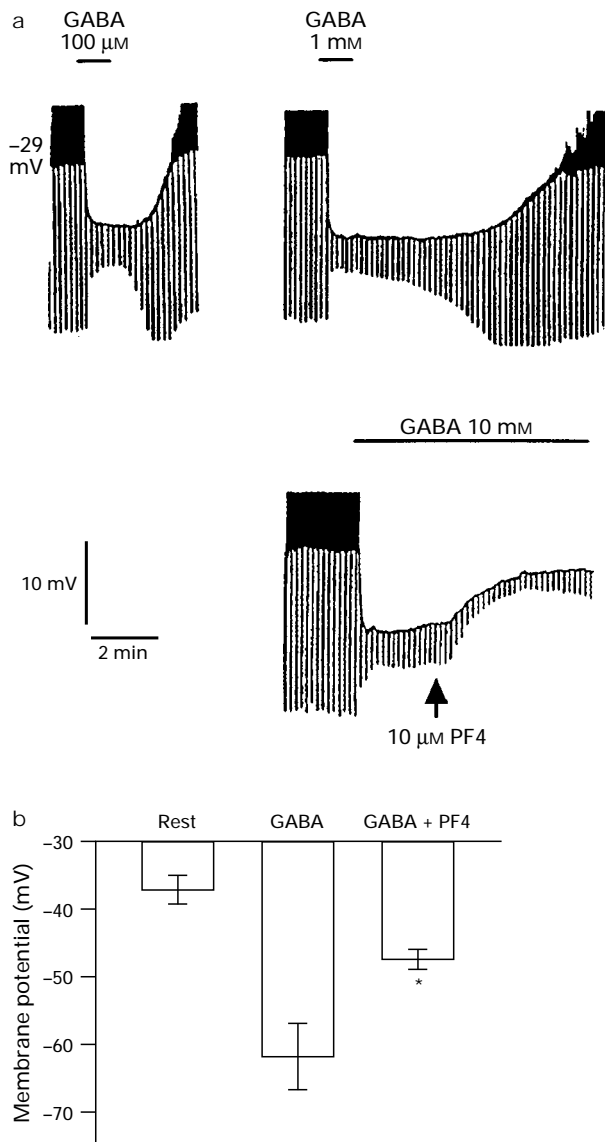 a
GABA
100 μM
GABA
1 mM
–29
mV
GABA 10 mM
10 mV
2 min
10 μM PF4
b
Rest GABA GABA + PF4
Membrane potential (mV)
–30
–40
–50
–60
–70
*